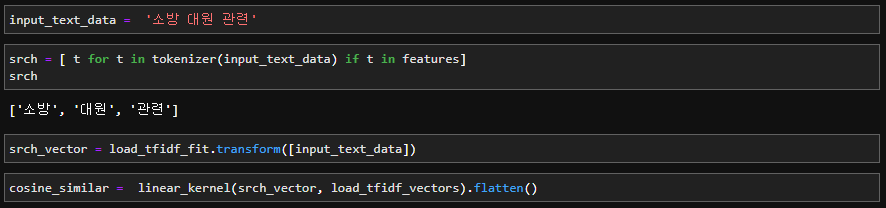 input_text_data = '소방 대원 관련'
srch = [ t for t in tokenizer(input_text_data) if t in features]
srch
['소방', '대원', '관련']
srch_vector = load_tfidf_fit.transform([input_text_data])
cosine_similar = linear_kernel(srch_vector, load_tfidf_vectors).flatten()